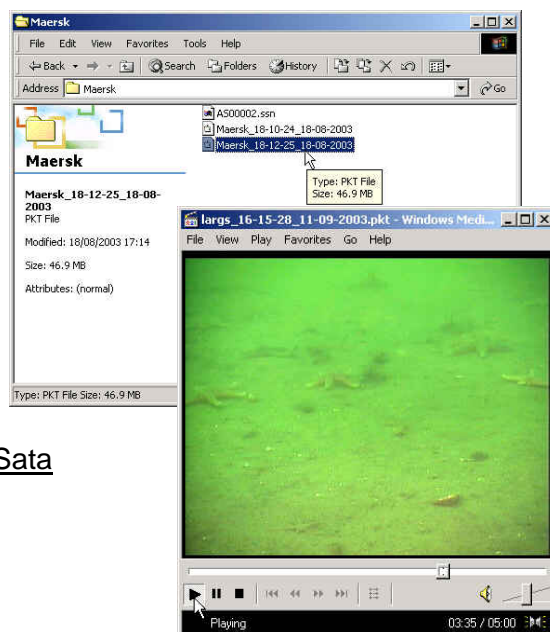 Maersk
File Edit View Favorites Tools Help
Back Search Folders History
Address Maersk Go
Maersk
Maersk_18-12-25_18-08-
2003
PKT File
Modified: 18/08/2003 17:14
Size: 46.9 MB
Attributes: (normal)
AS00002.ssn
Maersk_18-10-24_18-08-2003
Maersk_18-12-25_18-08-2003
Type: PKT File
Size: 46.9 MB
Type: PKT File Size: 46.9 MB
largs_16-15-28_11-09-2003.pkt - Windows Medi...
File View Play Favorites Go Help
Playing 03:35 / 05:00
Sata